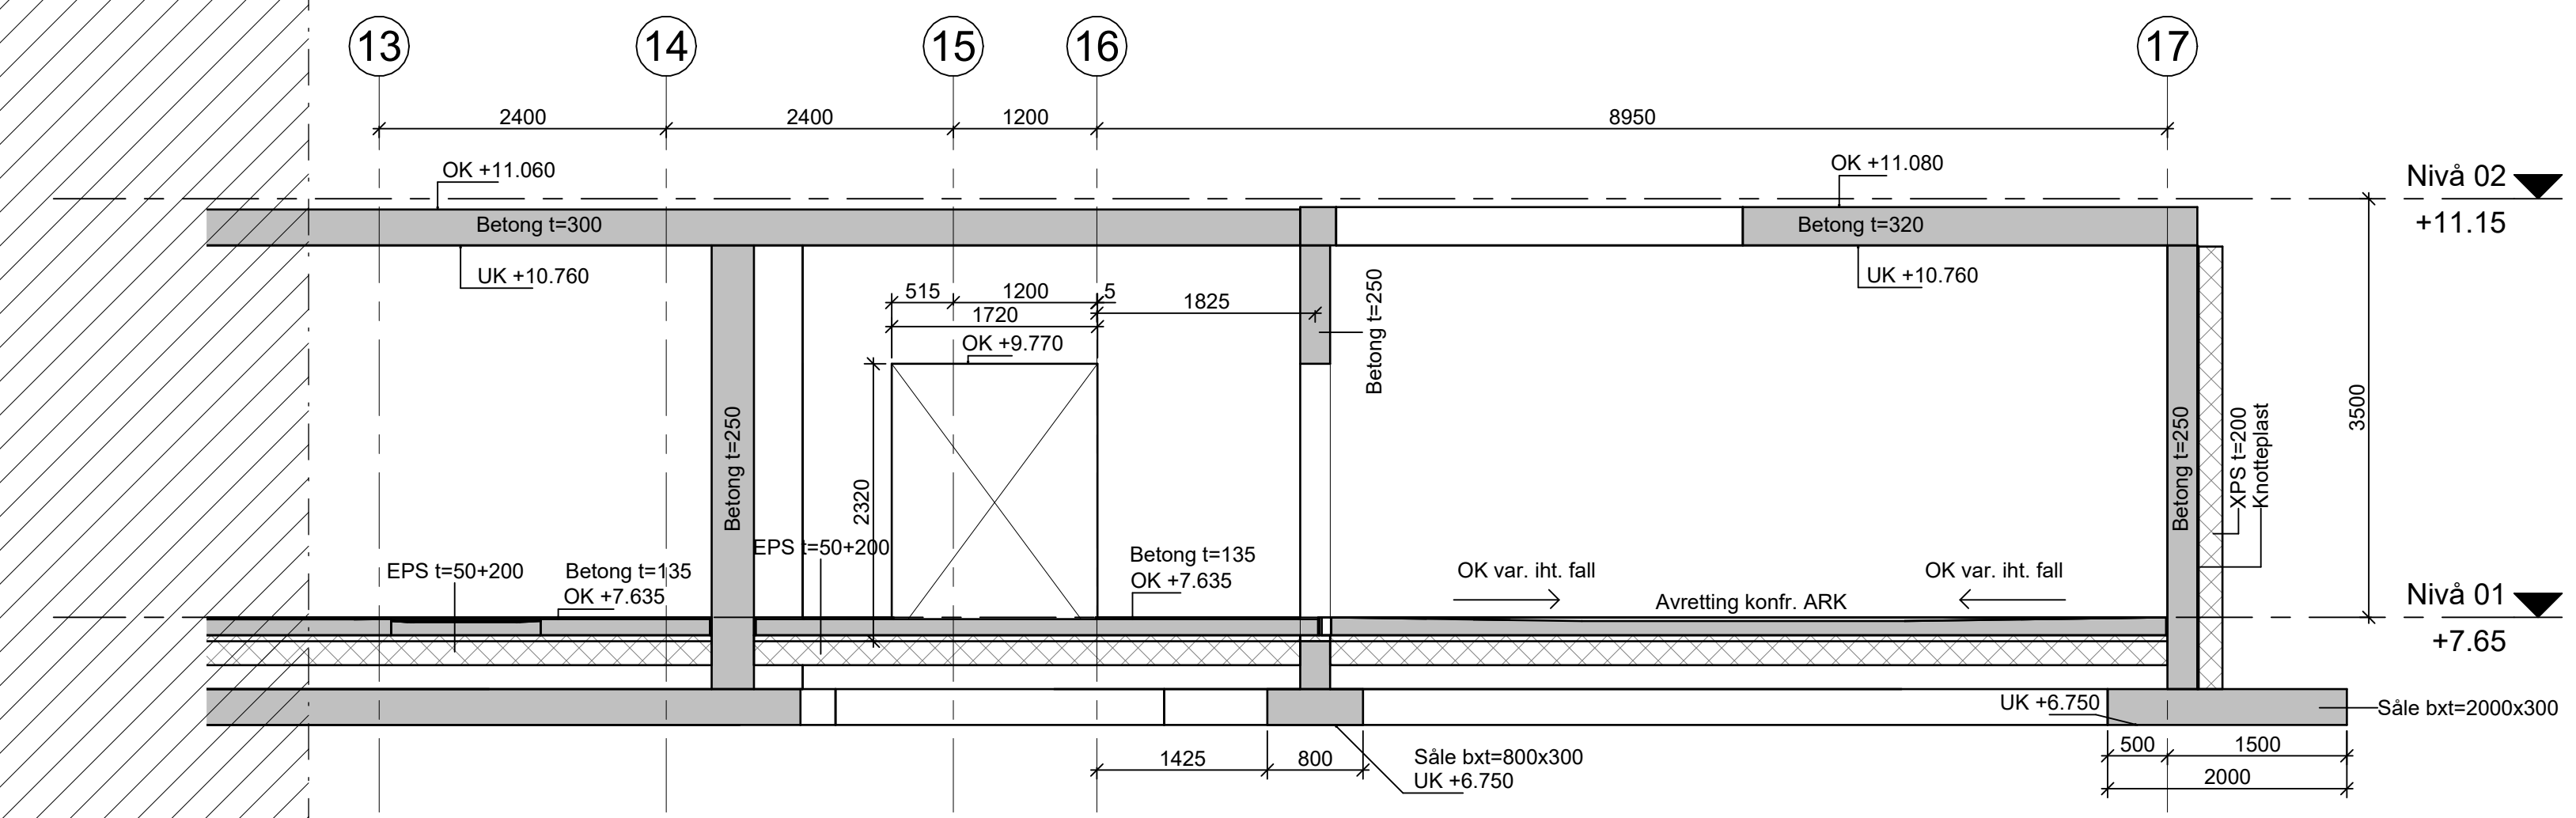 13
14
15
16
17
2400
2400
1200
8950
OK +11.060
OK +11.080
Nivå 02
+11.15
Betong t=300
Betong t=320
UK +10.760
UK +10.760
515
1200
5
1825
1720
OK +9.770
Betong t=250
3500
Betong t=250
2320
Betong t=250
XPS t=200
Knotteplast
EPS t=50+200
Betong t=135
OK +7.635
EPS t=50+200
Betong t=135
OK +7.635
OK var. iht. fall
OK var. iht. fall
Avretting konfr. ARK
Nivå 01
+7.65
UK +6.750
Såle bxt=2000x300
1425
800
Såle bxt=800x300
UK +6.750
500
1500
2000